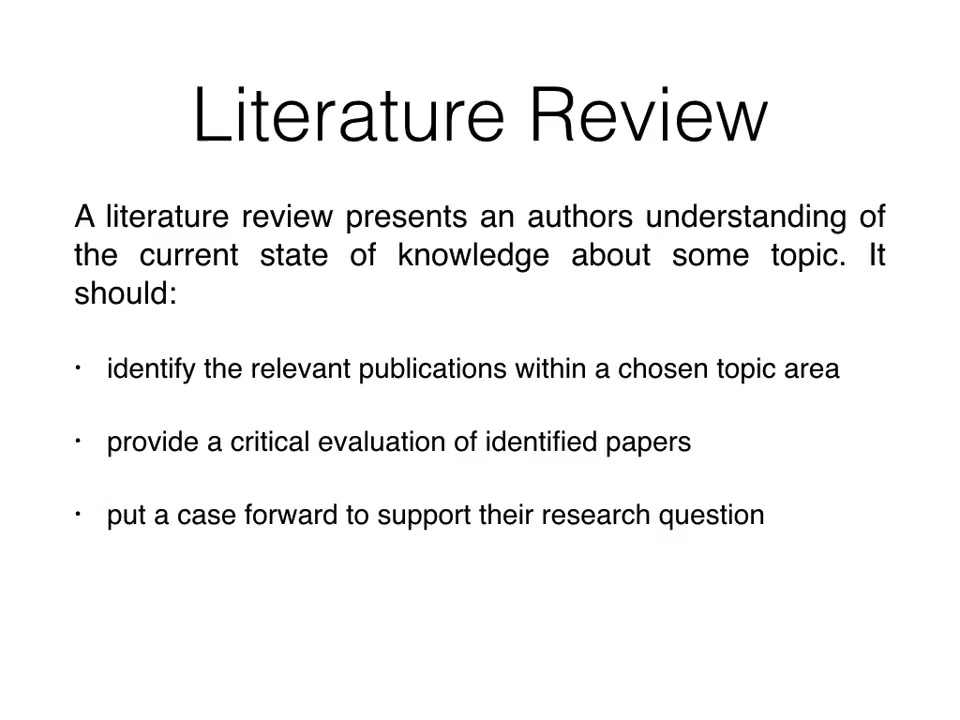 Literature Review
A literature review presents an authors understanding of
the current state of knowledge about some topic. It
should:
· identify the relevant publications within a chosen topic area
· provide a critical evaluation of identified papers
· put a case forward to support their research question